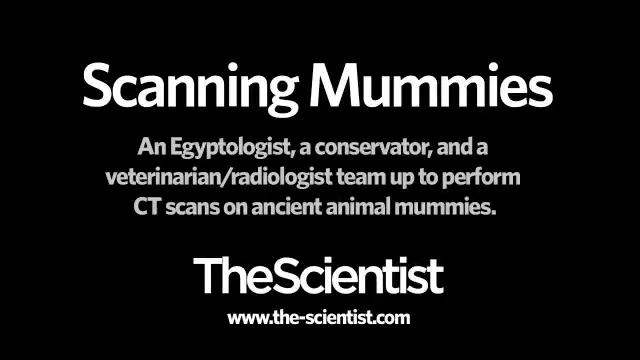 Scanning Mummies
An Egyptologist, a conservator, and a
veterinarian/radiologist team up to perform
CT scans on ancient animal mummies.
TheScientist
www.the-scientist.com